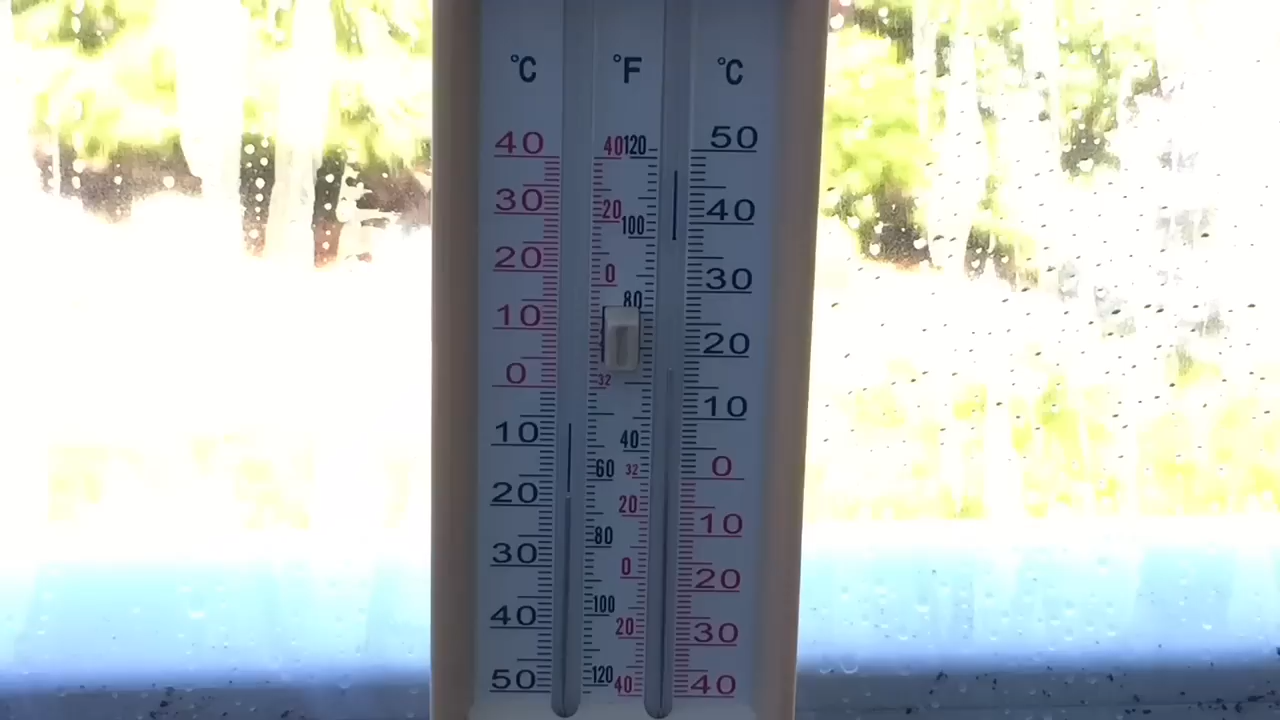 °C °F °C
40 40 120 50
30 20 100 40
20 0 30
80
10 20
0 32 10
10 40
60 32 0
20 20
80 10
30 0 20
100
40 20 30
50 120 40 40